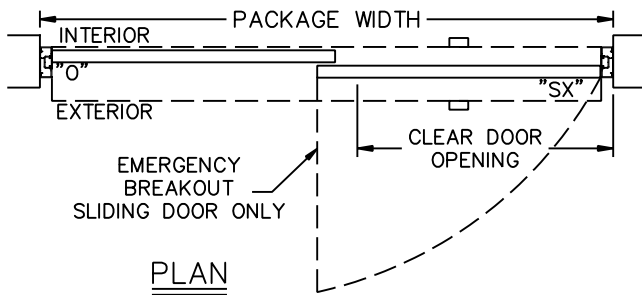 PACKAGE WIDTH
INTERIOR
"O"
"SX"
EXTERIOR
CLEAR DOOR
OPENING
EMERGENCY
BREAKOUT
SLIDING DOOR ONLY
PLAN